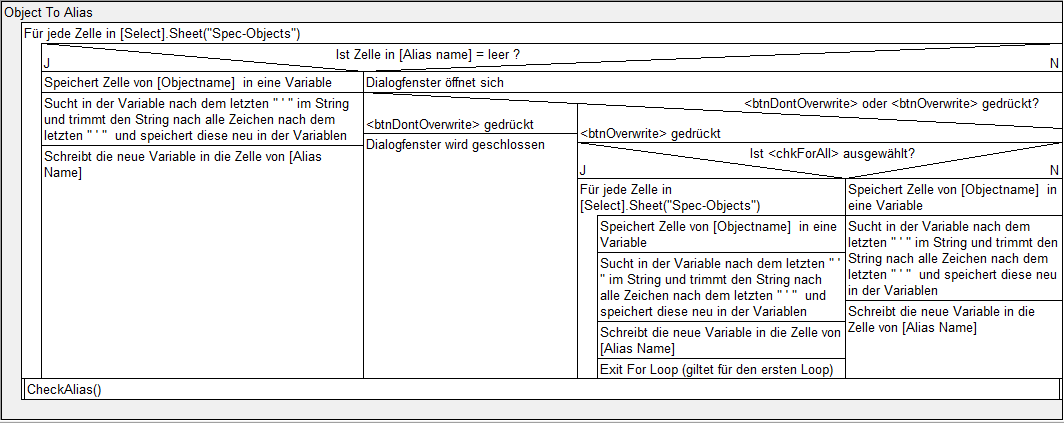 Object To Alias
Für jede Zelle in [Select].Sheet("Spec-Objects")
Ist Zelle in [Alias name] = leer ?
J
N
Speichert Zelle von [Objectname]  in eine Variable
Sucht in der Variable nach dem letzten " ' " im String
und trimmt den String nach alle Zeichen nach dem
letzten " ' "  und speichert diese neu in der Variablen
Schreibt die neue Variable in die Zelle von [Alias
Name]
Dialogfenster öffnet sich
<btnDontOverwrite> oder <btnOverwrite> gedrückt?
<btnDontOverwrite> gedrückt
<btnOverwrite> gedrückt
Dialogfenster wird geschlossen
Ist <chkForAll> ausgewählt?
J
N
Für jede Zelle in
[Select].Sheet("Spec-Objects")
Speichert Zelle von [Objectname]  in eine
Variable
Sucht in der Variable nach dem letzten " '
" im String und trimmt den String nach
alle Zeichen nach dem letzten " ' "  und
speichert diese neu in der Variablen
Schreibt die neue Variable in die Zelle von
[Alias Name]
Exit For Loop (giltet für den ersten Loop)
Speichert Zelle von [Objectname]  in
eine Variable
Sucht in der Variable nach dem
letzten " ' " im String und trimmt den
String nach alle Zeichen nach dem
letzten " ' "  und speichert diese neu
in der Variablen
Schreibt die neue Variable in die
Zelle von [Alias Name]
CheckAlias()